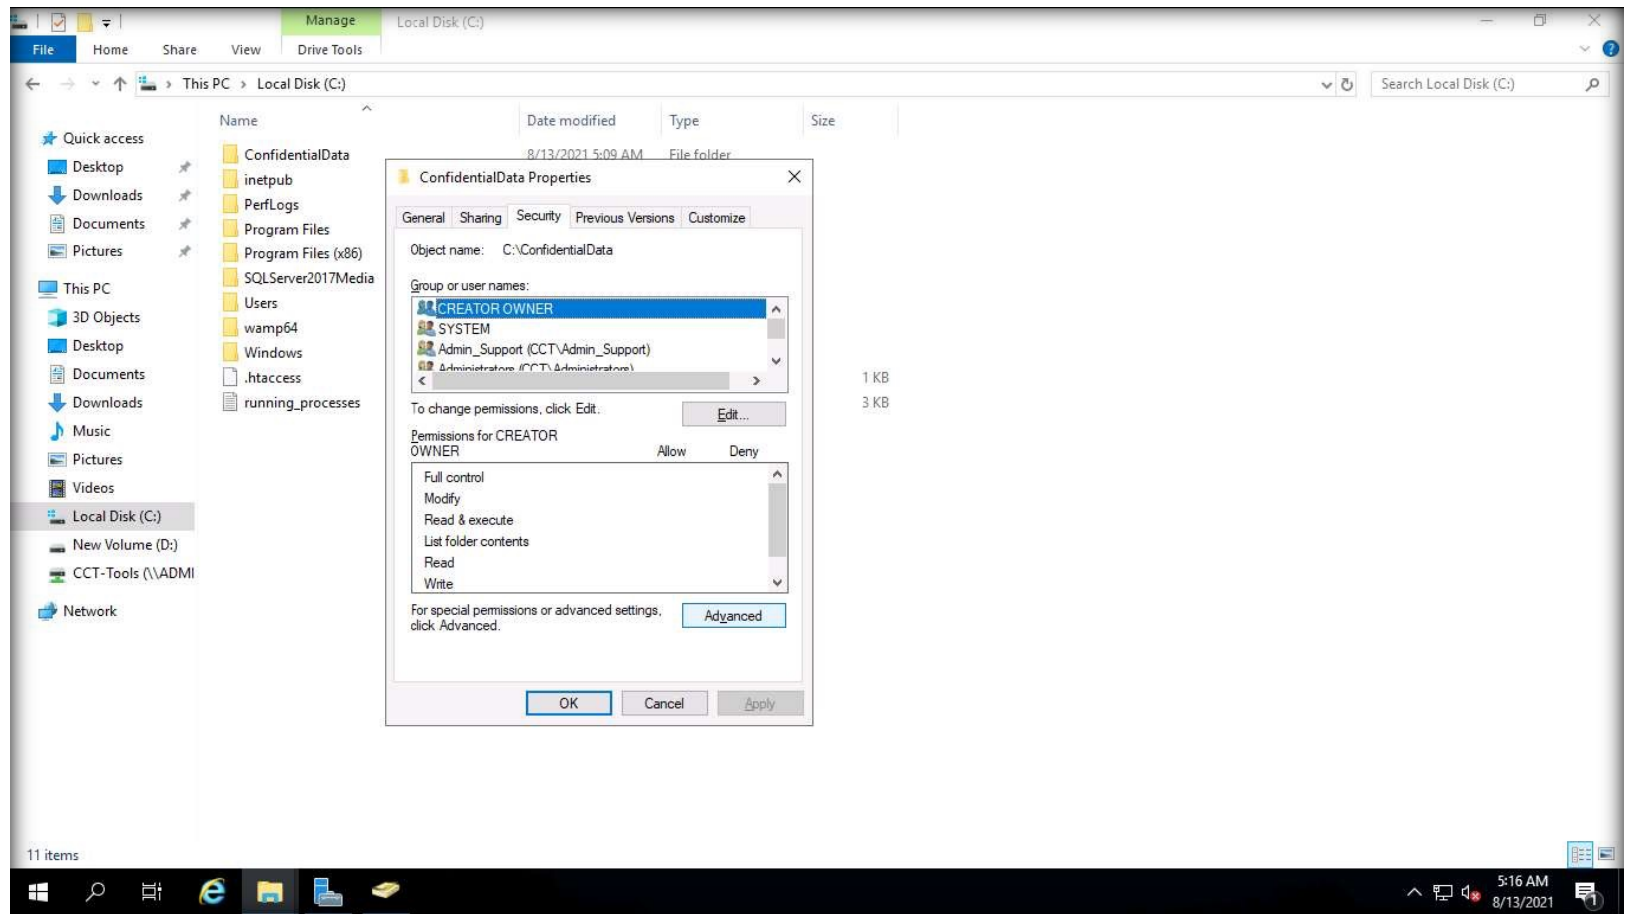 Manage
Local Disk (C:)
File Home Share View Drive Tools
This PC > Local Disk (C:)
Search Local Disk (C:)
Name Date modified Type Size
Quick access
Desktop
Downloads
Documents
Pictures
This PC
3D Objects
Desktop
Documents
Downloads
Music
Pictures
Videos
Local Disk (C:)
New Volume (D:)
CCT-Tools (\\ADMI
Network
ConfidentialData 8/13/2021 5:09 AM File folder
inetpub
PerfLogs
Program Files
Program Files (x86)
SQLServer2017Media
Users
wamp64
Windows
.htaccess 1 KB
running_processes 3 KB
ConfidentialData Properties
General Sharing Security Previous Versions Customize
Object name: C:\ConfidentialData
Group or user names:
CREATOR OWNER
SYSTEM
Admin_Support (CCT\Admin_Support)
Administrators (CCT\Administrators)
To change permissions, click Edit.
Edit...
Permissions for CREATOR
OWNER Allow Deny
Full control
Modify
Read & execute
List folder contents
Read
Write
For special permissions or advanced settings,
click Advanced.
Advanced
OK Cancel Apply
11 items
5:16 AM
8/13/2021
1